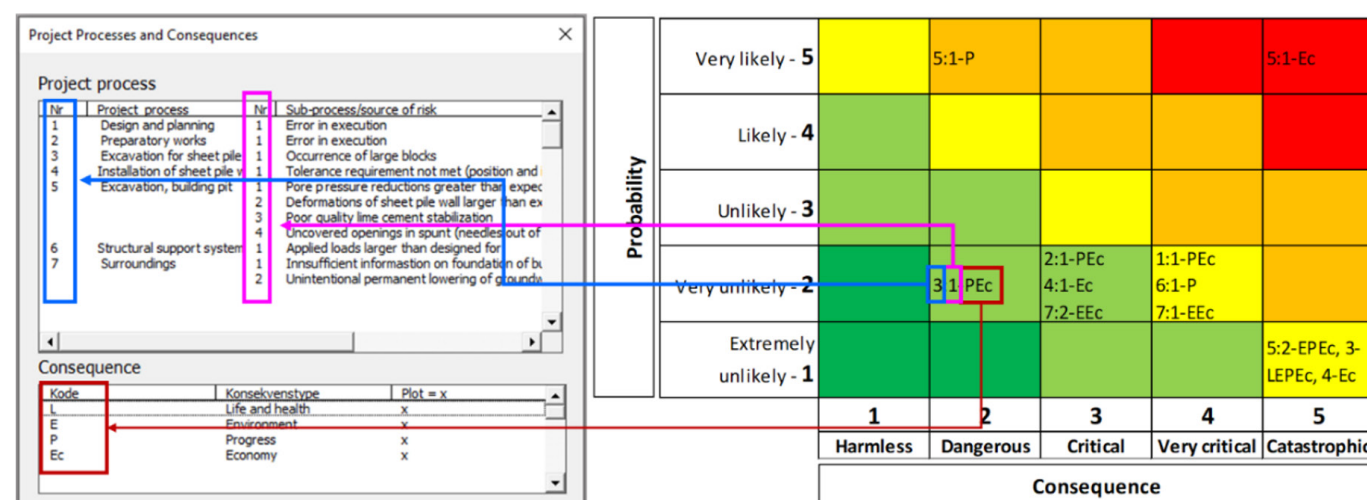 Project Processes and Consequences
Project process
Nr Project process Nr Sub-process/source of risk
1 Design and planning 1 Error in execution
2 Preparatory works 1 Error in execution
3 Excavation for sheet pile 1 Occurrence of large blocks
4 Installation of sheet pile w 1 Tolerance requirement not met (position and
5 Excavation, building pit 1 Pore pressure reductions greater than expec
2 Deformations of sheet pile wall larger than ex
3 Poor quality lime cement stabilization
4 Uncovered openings in spunt (needles out of
6 Structural support system 1 Applied loads larger than designed for
7 Surroundings 1 Innsufficient informastion on foundation of bu
2 Unintentional permanent lowering of groundw
Consequence
Kode Konsekvenstype Plot = x
L Life and health x
E Environment x
P Progress x
Ec Economy x
Probability
Very likely - 5 5:1-P 5:1-Ec
Likely - 4
Unlikely - 3
Very unlikely - 2 3:1-PEc
2:1-PEc 1:1-PEc
4:1-Ec 6:1-P
7:2-EEc 7:1-EEc
Extremely
unlikely - 1
5:2-EPEc, 3-
LEPEc, 4-Ec
1 2 3 4 5
Harmless Dangerous Critical Very critical Catastrophic
Consequence